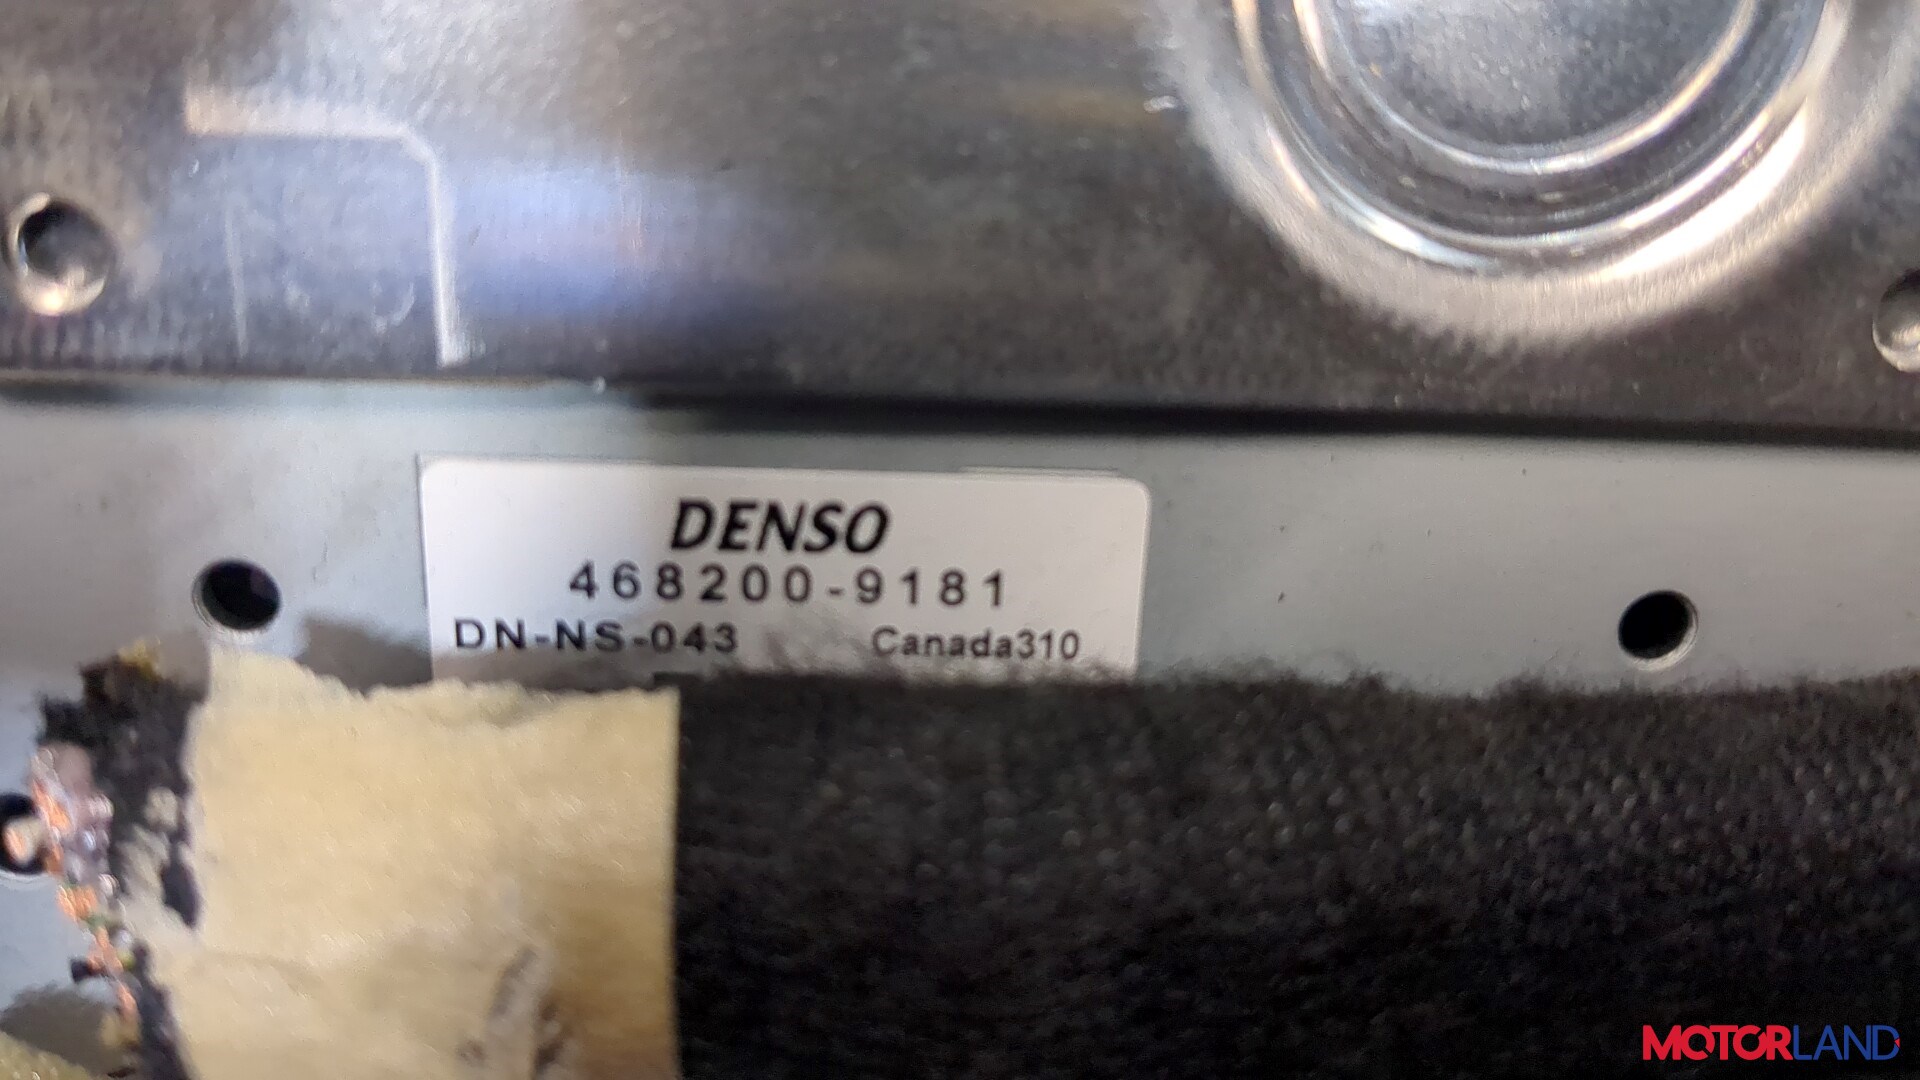 DENSO
468200-9181
DN-NS-043 Canada310
MOTORLAND